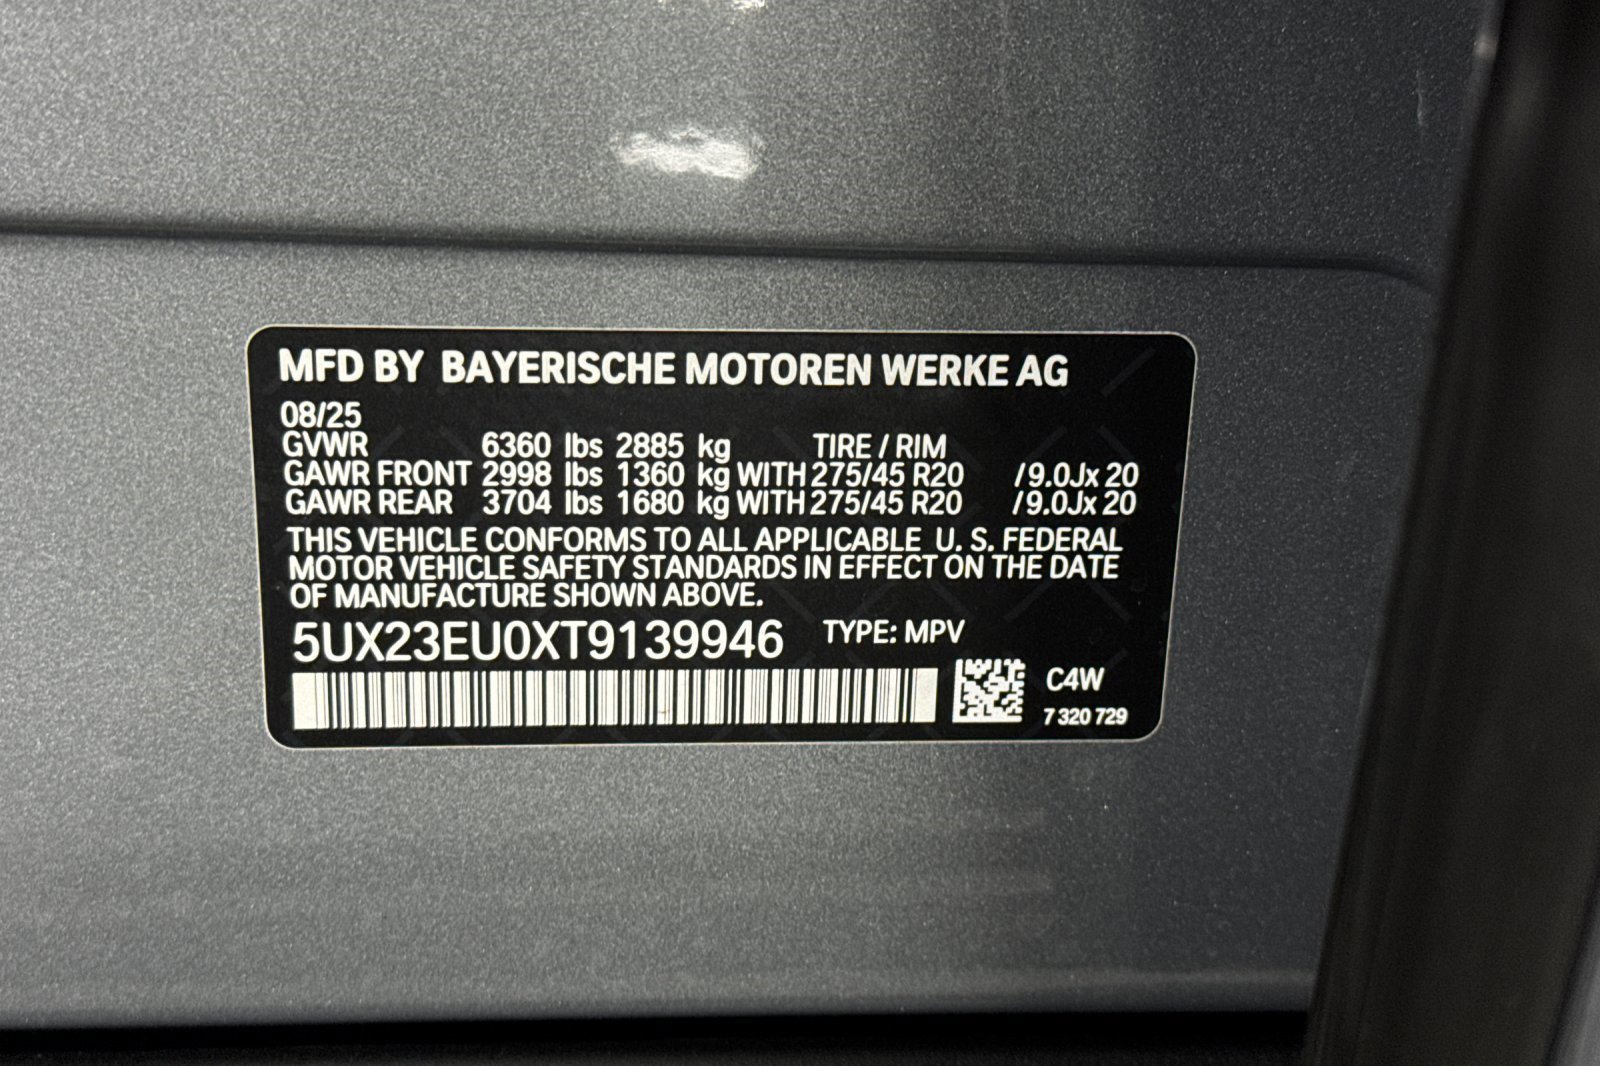 MFD BY BAYERISCHE MOTOREN WERKE AG
08/25
GVWR 6360 lbs 2885 kg TIRE / RIM
GAWR FRONT 2998 lbs 1360 kg WITH 275/45 R20 /9.0Jx 20
GAWR REAR 3704 lbs 1680 kg WITH 275/45 R20 /9.0Jx 20
THIS VEHICLE CONFORMS TO ALL APPLICABLE U. S. FEDERAL
MOTOR VEHICLE SAFETY STANDARDS IN EFFECT ON THE DATE
OF MANUFACTURE SHOWN ABOVE.
5UX23EU0XT9139946 TYPE: MPV
C4W
7 320 729